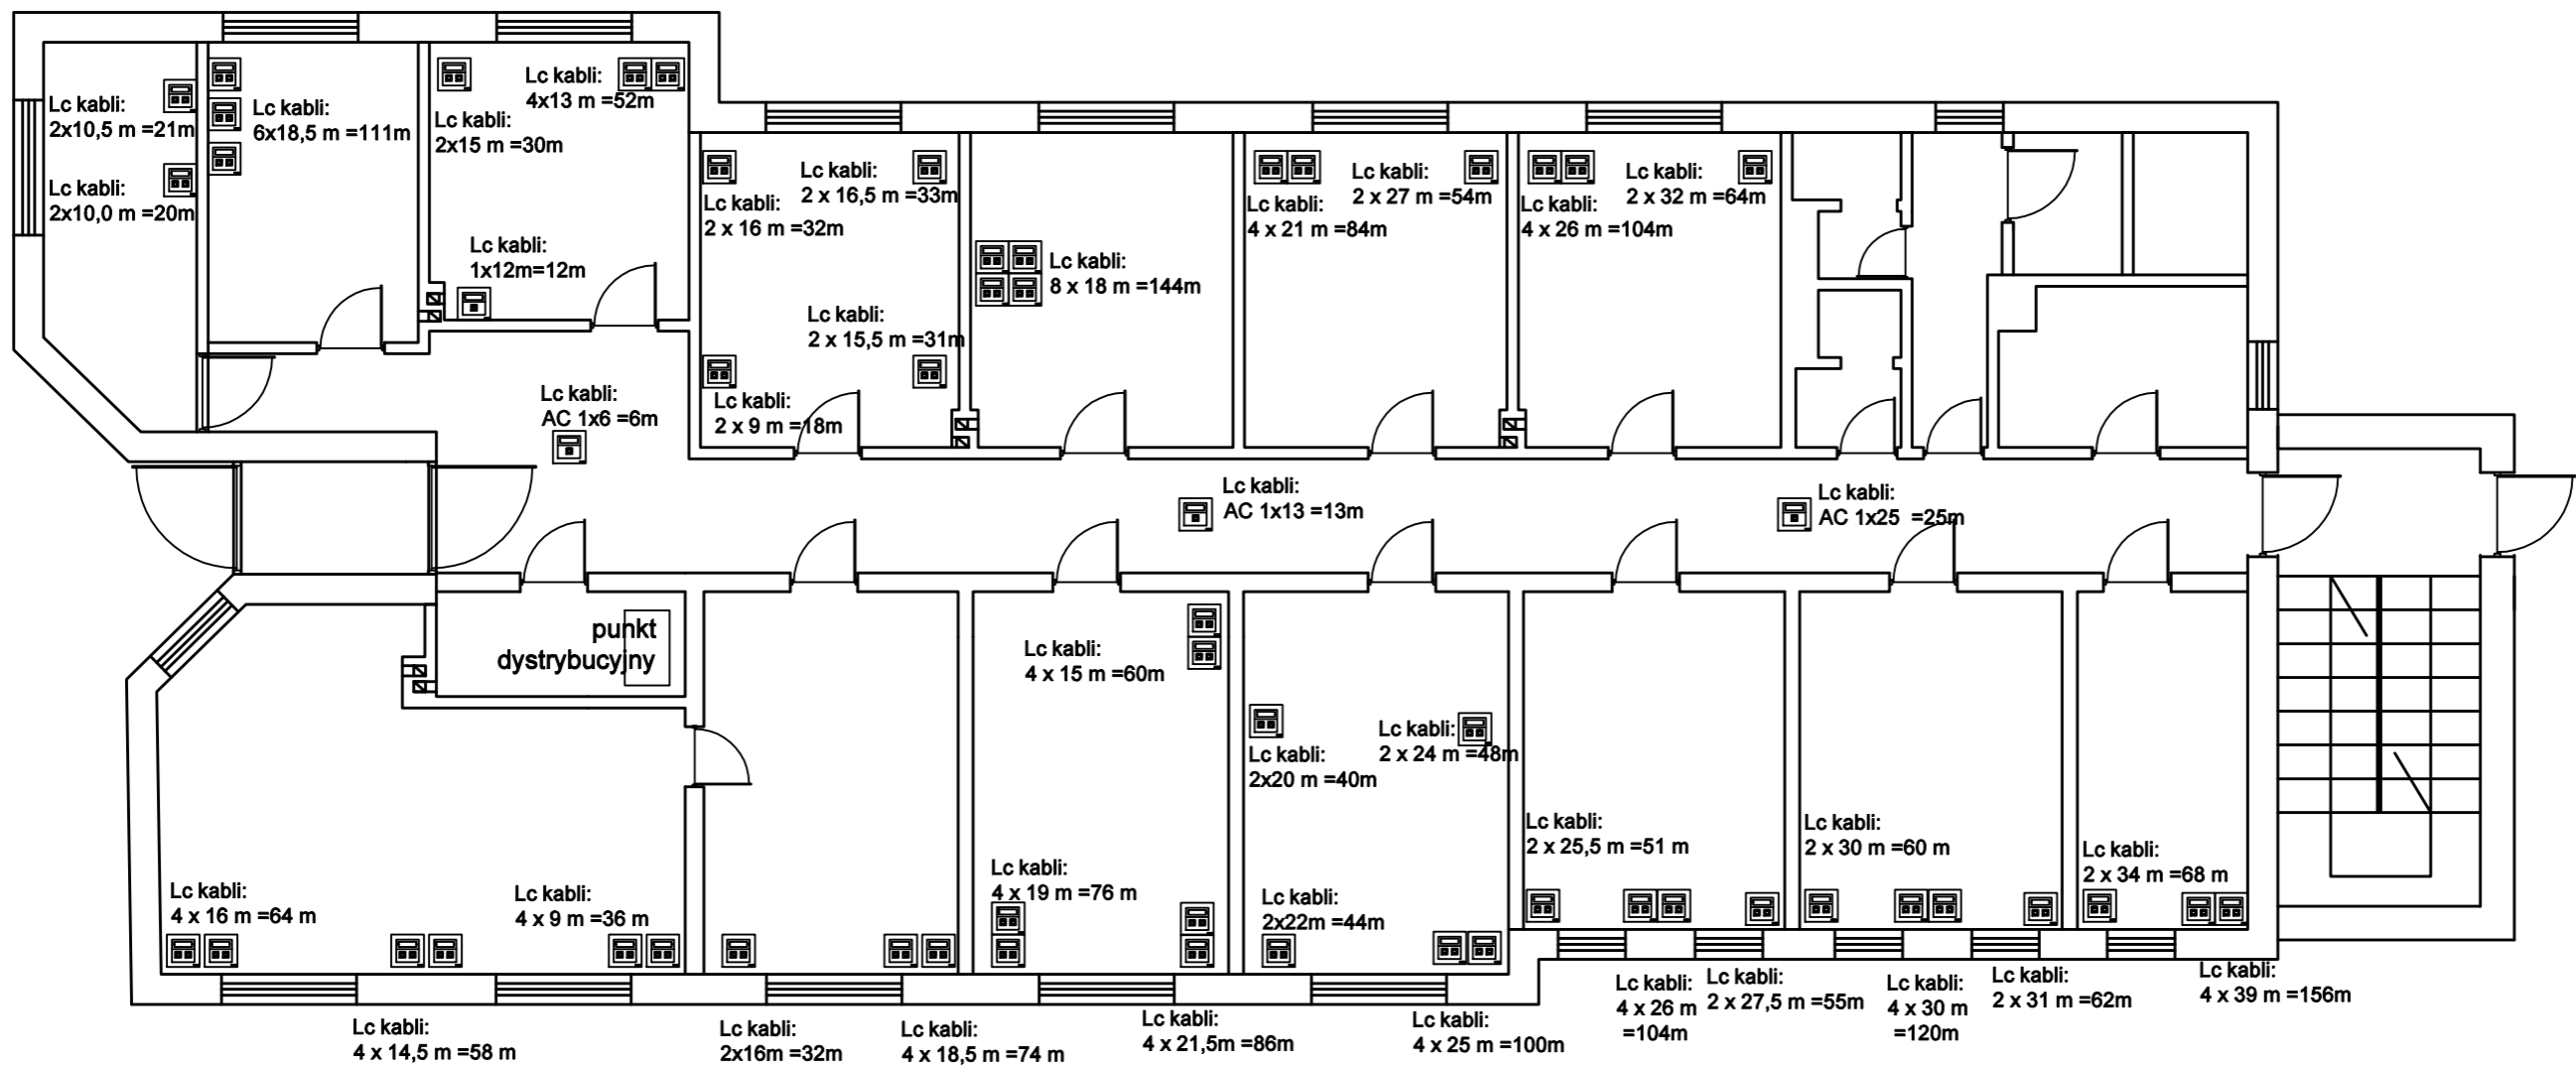 Lc kabli:
2x10,5 m =21m
Lc kabli:
2x10,0 m =20m
Lc kabli:
6x18,5 m =111m
Lc kabli:
4x13 m =52m
Lc kabli:
2x15 m =30m
Lc kabli:
1x12m=12m
Lc kabli:
2 x 16,5 m =33m
Lc kabli:
2 x 16 m =32m
Lc kabli:
2 x 15,5 m =31m
Lc kabli:
2 x 9 m =18m
Lc kabli:
8 x 18 m =144m
Lc kabli:
2 x 27 m =54m
Lc kabli:
4 x 21 m =84m
Lc kabli:
2 x 32 m =64m
Lc kabli:
4 x 26 m =104m
Lc kabli:
AC 1x6 =6m
Lc kabli:
AC 1x13 =13m
Lc kabli:
AC 1x25 =25m
punkt
dystrybucyjny
Lc kabli:
4 x 15 m =60m
Lc kabli:
2x20 m =40m
Lc kabli:
2 x 24 m =48m
Lc kabli:
4 x 16 m =64 m
Lc kabli:
4 x 9 m =36 m
Lc kabli:
4 x 19 m =76 m
Lc kabli:
2x22m =44m
Lc kabli:
2 x 25,5 m =51 m
Lc kabli:
2 x 30 m =60 m
Lc kabli:
2 x 34 m =68 m
Lc kabli:
4 x 14,5 m =58 m
Lc kabli:
2x16m =32m
Lc kabli:
4 x 18,5 m =74 m
Lc kabli:
4 x 21,5m =86m
Lc kabli:
4 x 25 m =100m
Lc kabli:
4 x 26 m
=104m
Lc kabli:
2 x 27,5 m =55m
Lc kabli:
4 x 30 m
=120m
Lc kabli:
2 x 31 m =62m
Lc kabli:
4 x 39 m =156m